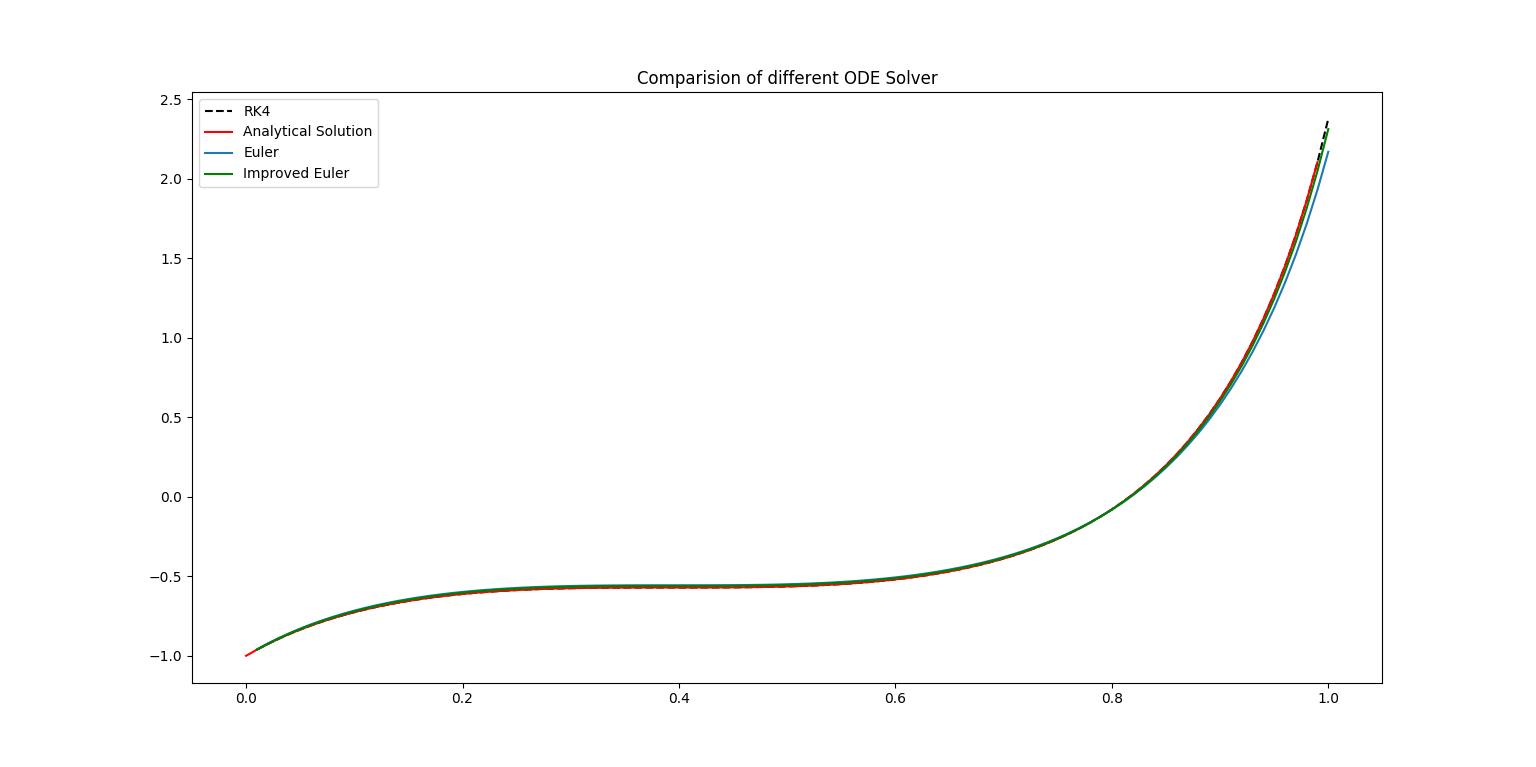 Comparision of different ODE Solver
RK4
Analytical Solution
Euler
Improved Euler
2.5
2.0
1.5
1.0
0.5
0.0
−0.5
−1.0
0.0 0.2 0.4 0.6 0.8 1.0